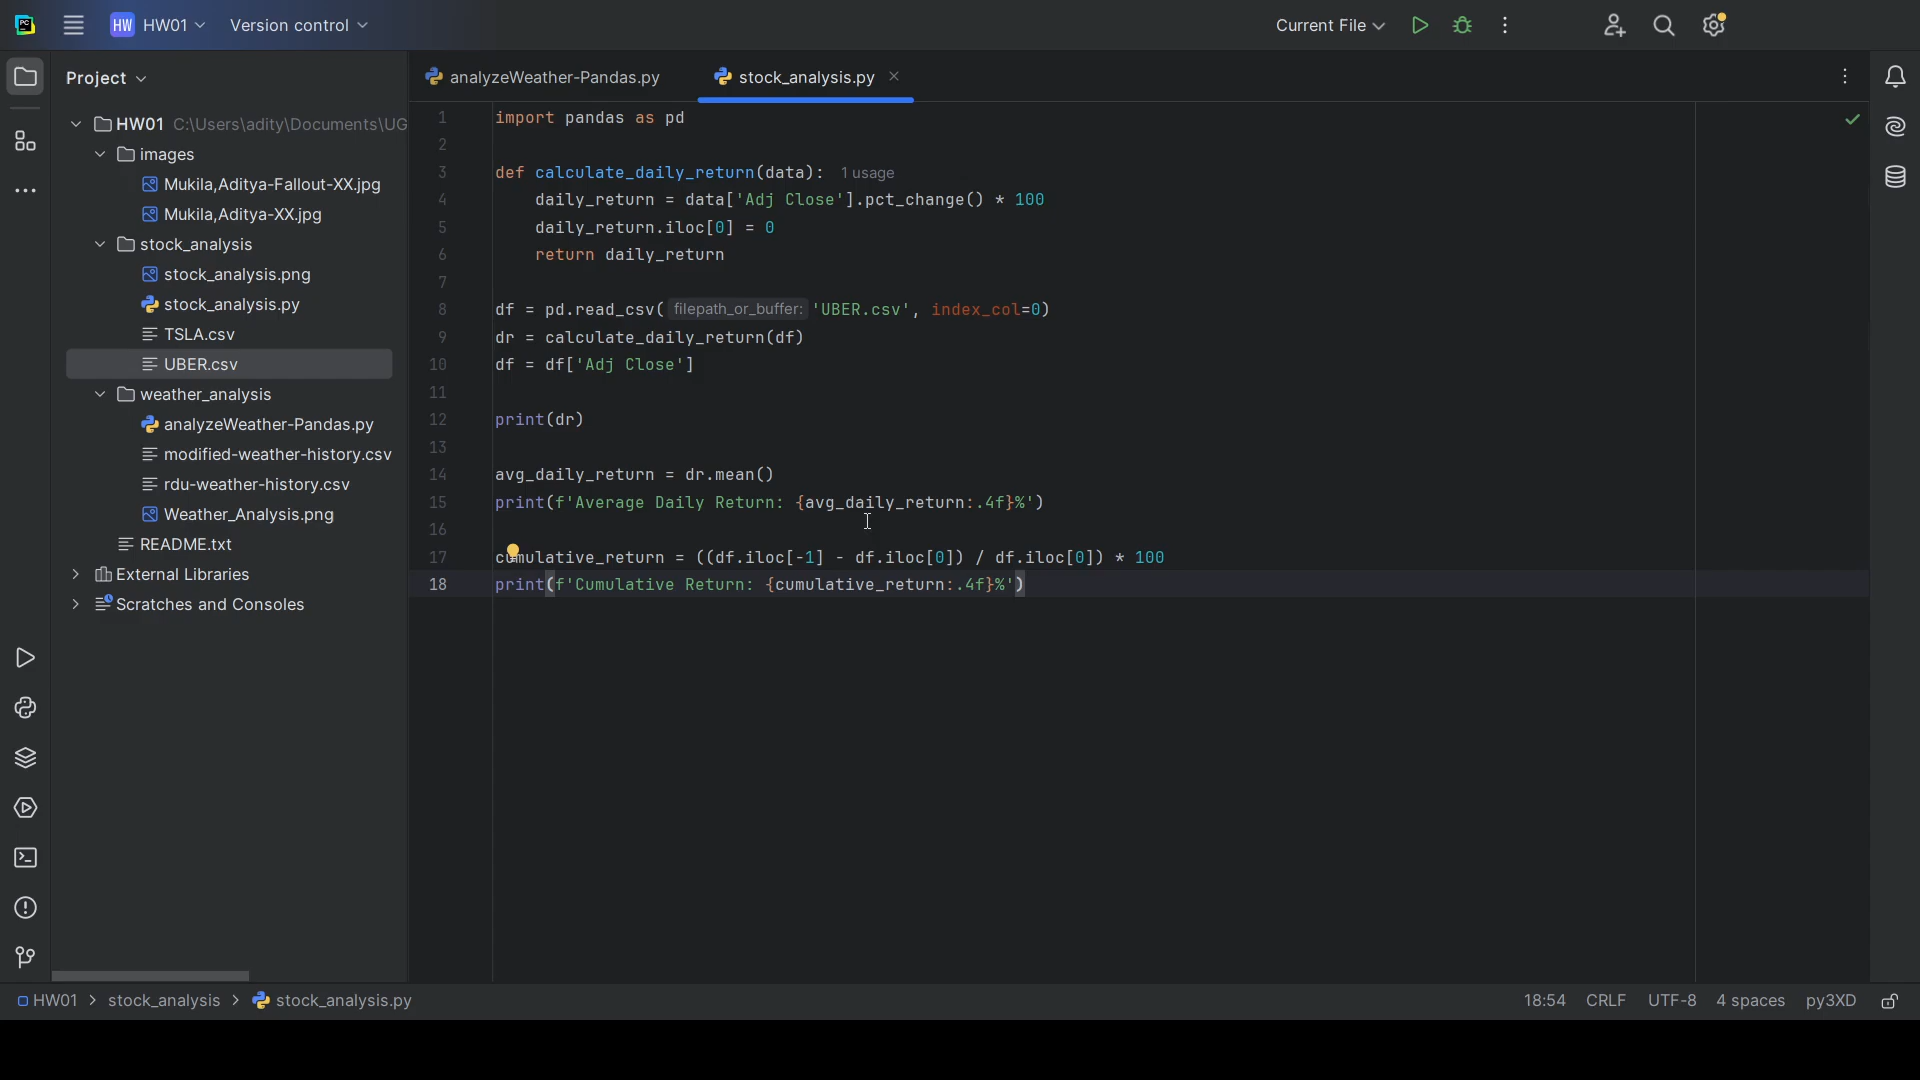 PC
HW HW01 Version control Current File
Project
analyzeWeather-Pandas.py stock_analysis.py
HW01 C:\Users\adity\Documents\UG
images
Mukila,Aditya-Fallout-XX.jpg
Mukila,Aditya-XX.jpg
stock_analysis
stock_analysis.png
stock_analysis.py
TSLA.csv
UBER.csv
weather_analysis
analyzeWeather-Pandas.py
modified-weather-history.csv
rdu-weather-history.csv
Weather_Analysis.png
README.txt
External Libraries
Scratches and Consoles
1 import pandas as pd
2
3 def calculate_daily_return(data): 1 usage
4 daily_return = data['Adj Close'].pct_change() * 100
5 daily_return.iloc[0] = 0
6 return daily_return
7
8 df = pd.read_csv( filepath_or_buffer: 'UBER.csv', index_col=0)
9 dr = calculate_daily_return(df)
10 df = df['Adj Close']
11
12 print(dr)
13
14 avg_daily_return = dr.mean()
15 print(f'Average Daily Return: {avg_daily_return:.4f}%')
16
17 cumulative_return = ((df.iloc[-1] - df.iloc[0]) / df.iloc[0]) * 100
18 print(f'Cumulative Return: {cumulative_return:.4f}%')
HW01 > stock_analysis > stock_analysis.py 18:54 CRLF UTF-8 4 spaces py3XD